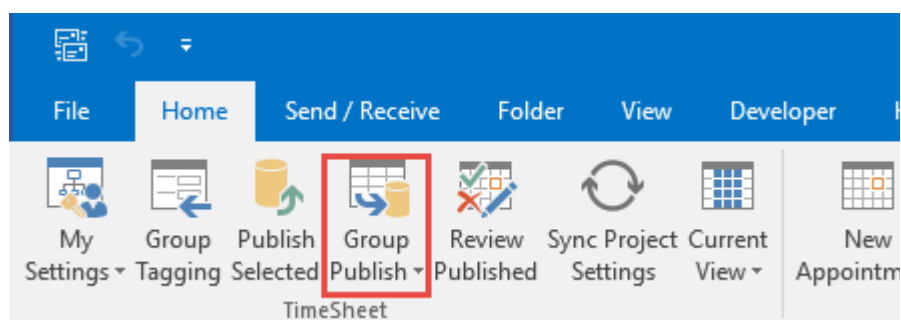 File Home Send / Receive Folder View Developer
My Group Publish Group Review Sync Project Current New
Settings Tagging Selected Publish Published Settings View Appointm
TimeSheet